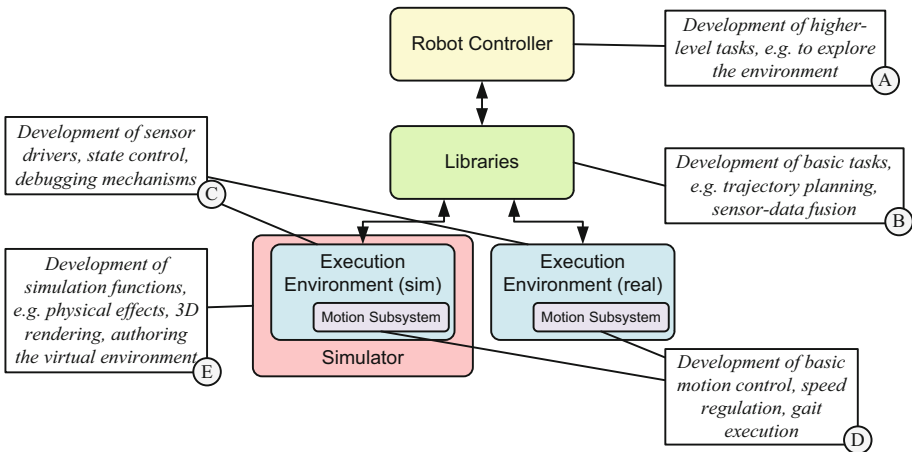 Robot Controller
Development of higher-
level tasks, e.g. to explore
the environment
A
Development of sensor
drivers, state control,
debugging mechanisms
C
Libraries
Development of basic tasks,
e.g. trajectory planning,
sensor-data fusion
B
Development of
simulation functions,
e.g. physical effects, 3D
rendering, authoring
the virtual environment
E
Execution
Environment (sim)
Motion Subsystem
Simulator
Execution
Environment (real)
Motion Subsystem
Development of basic
motion control, speed
regulation, gait
execution
D